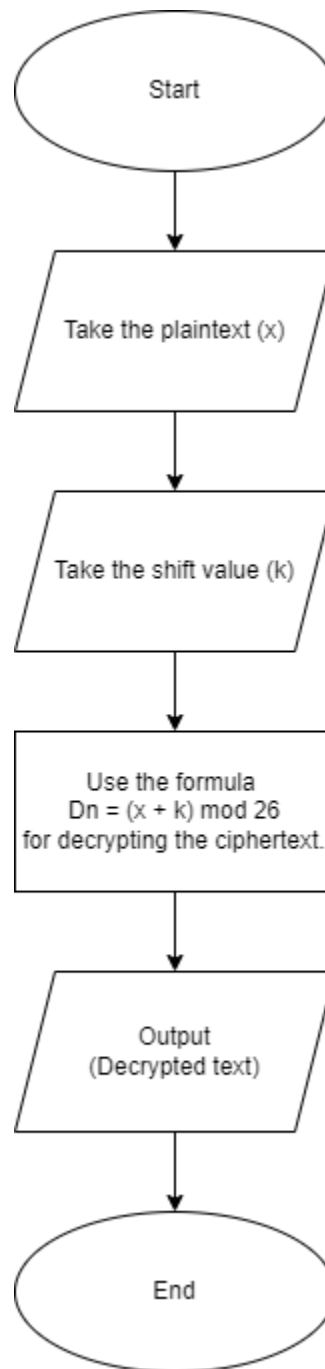 Start
Take the plaintext (x)
Take the shift value (k)
Use the formula
Dn = (x + k) mod 26
for decrypting the ciphertext.
Output
(Decrypted text)
End